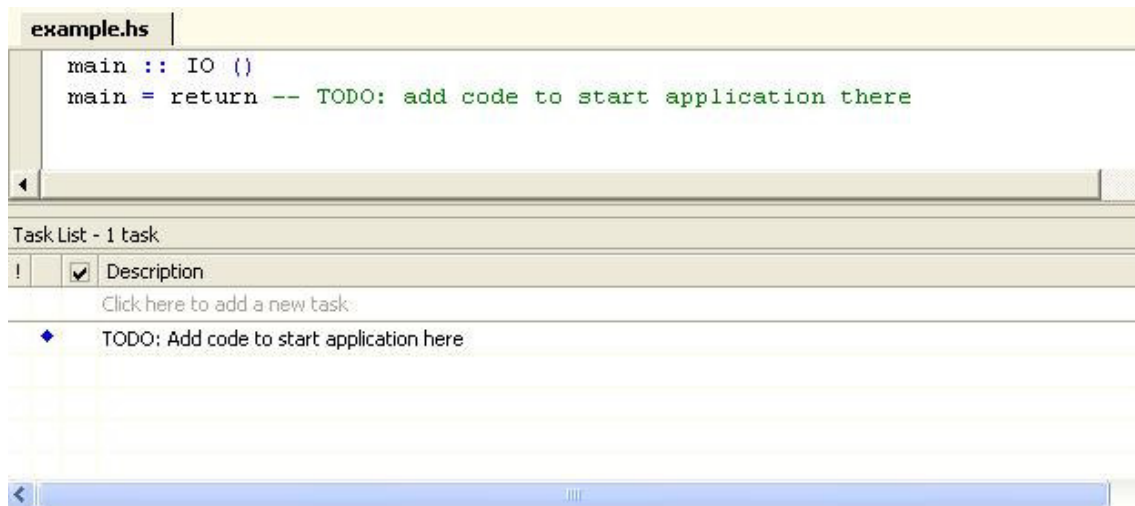 example.hs
main :: IO ()
main = return -- TODO: add code to start application there
Task List - 1 task
! Description
Click here to add a new task
TODO: Add code to start application here